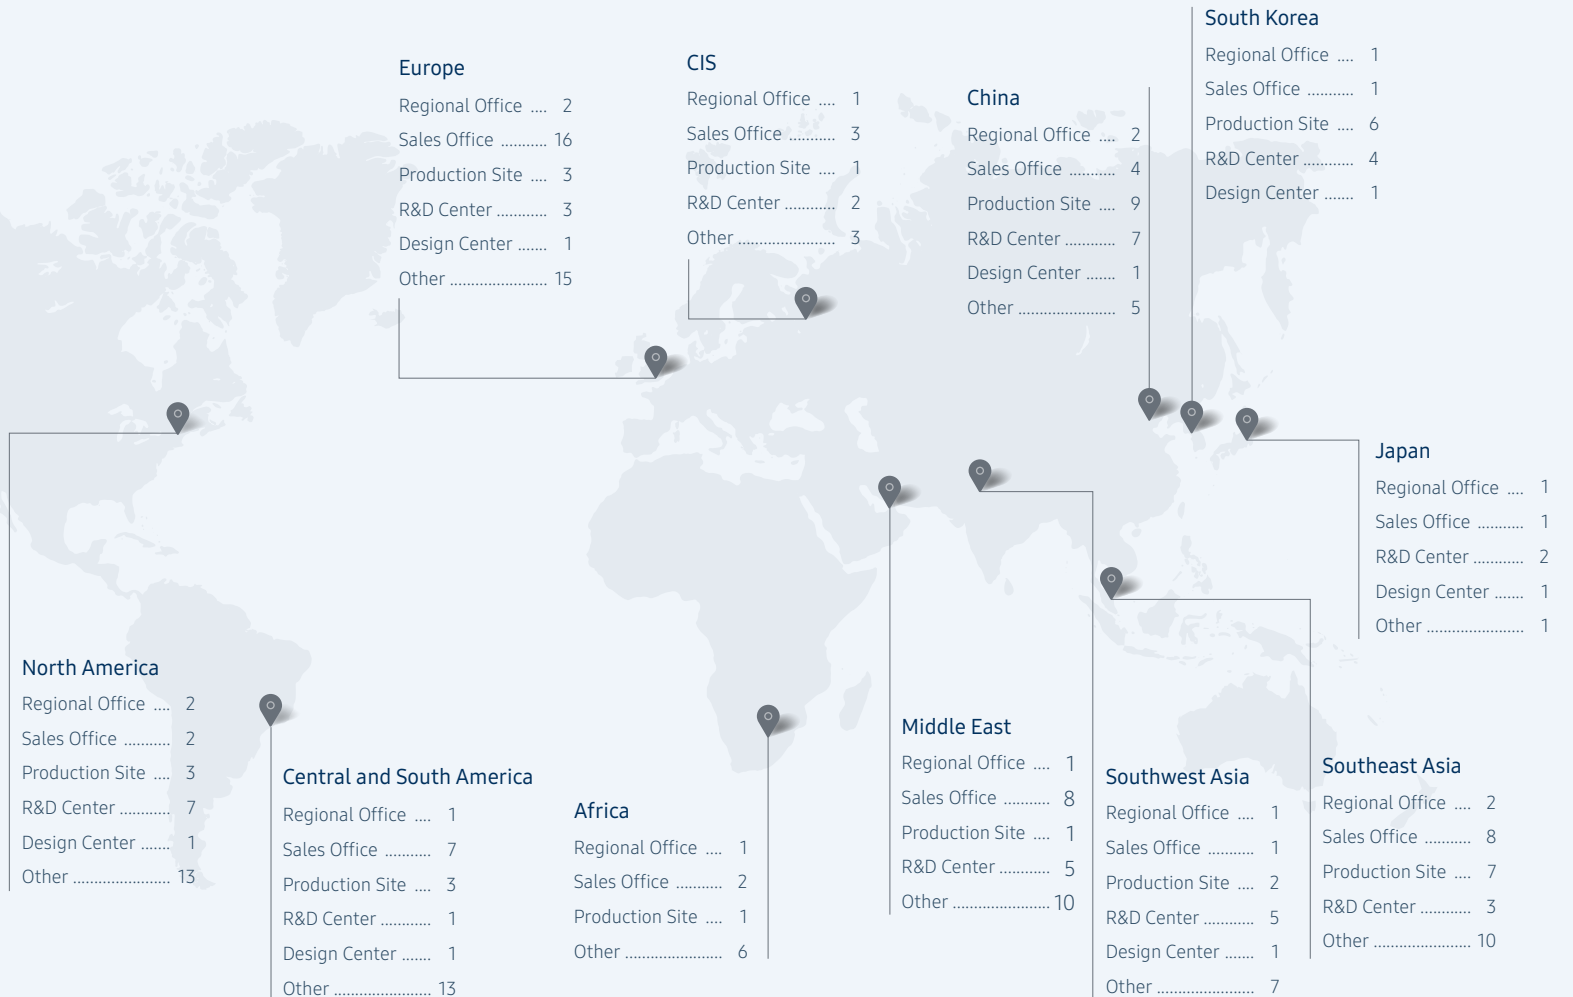 South Korea
Regional Office .... 1
Sales Office ........... 1
Production Site .... 6
R&D Center ............ 4
Design Center ....... 1
Europe
Regional Office .... 2
Sales Office ........... 16
Production Site .... 3
R&D Center ............ 3
Design Center ....... 1
Other ....................... 15
CIS
Regional Office .... 1
Sales Office ........... 3
Production Site .... 1
R&D Center ............ 2
Other ....................... 3
China
Regional Office .... 2
Sales Office ........... 4
Production Site .... 9
R&D Center ............ 7
Design Center ....... 1
Other ....................... 5
Japan
Regional Office .... 1
Sales Office ........... 1
R&D Center ............ 2
Design Center ....... 1
Other ....................... 1
North America
Regional Office .... 2
Sales Office ........... 2
Production Site .... 3
R&D Center ............ 7
Design Center ....... 1
Other ....................... 13
Central and South America
Regional Office .... 1
Sales Office ........... 7
Production Site .... 3
R&D Center ............ 1
Design Center ....... 1
Other ....................... 13
Africa
Regional Office .... 1
Sales Office ........... 2
Production Site .... 1
Other ....................... 6
Middle East
Regional Office .... 1
Sales Office ........... 8
Production Site .... 1
R&D Center ............ 5
Other ....................... 10
Southwest Asia
Regional Office .... 1
Sales Office ........... 1
Production Site .... 2
R&D Center ............ 5
Design Center ....... 1
Other ....................... 7
Southeast Asia
Regional Office .... 2
Sales Office ........... 8
Production Site .... 7
R&D Center ............ 3
Other ....................... 10